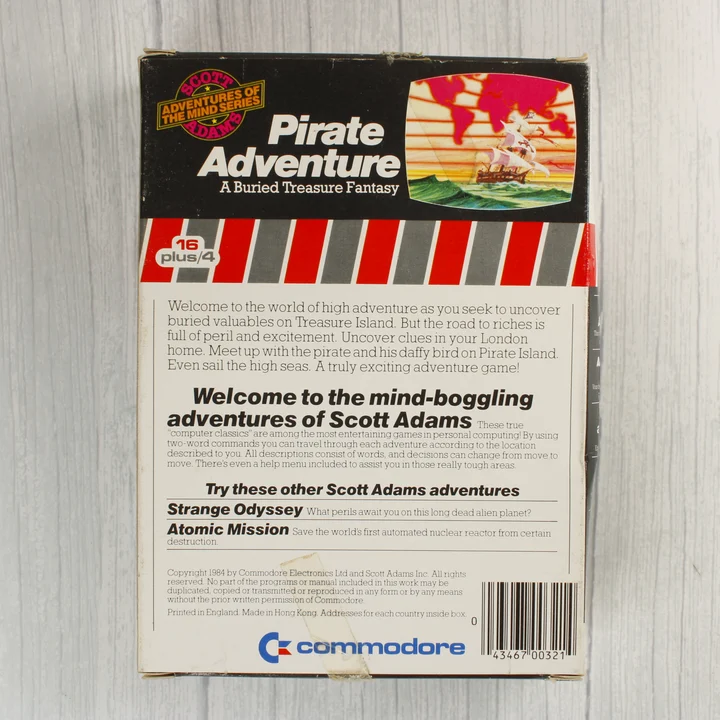 SCOTT
ADVENTURES OF
THE MIND SERIES
ADAMS
Pirate
Adventure
A Buried Treasure Fantasy
16
plus/4
Welcome to the world of high adventure as you seek to uncover
buried valuables on Treasure Island. But the road to riches is
full of peril and excitement. Uncover clues in your London
home. Meet up with the pirate and his daffy bird on Pirate Island.
Even sail the high seas. A truly exciting adventure game!
Welcome to the mind-boggling
adventures of Scott Adams These true
"computer classics" are among the most entertaining games in personal computing! By using
two-word commands you can travel through each adventure according to the location
described to you. All descriptions consist of words, and decisions can change from move to
move. There's even a help menu included to assist you in those really tough areas.
Try these other Scott Adams adventures
Strange Odyssey What perils await you on this long dead alien planet?
Atomic Mission Save the world's first automated nuclear reactor from certain
destruction.
Copyright 1984 by Commodore Electronics Ltd and Scott Adams Inc. All rights
reserved. No part of the programs or manual included in this work may be
duplicated, copied or transmitted or reproduced in any form or by any means
without the prior written permission of Commodore.
Printed in England. Made in Hong Kong. Addresses for each country inside box.
commodore
0 43467 00321